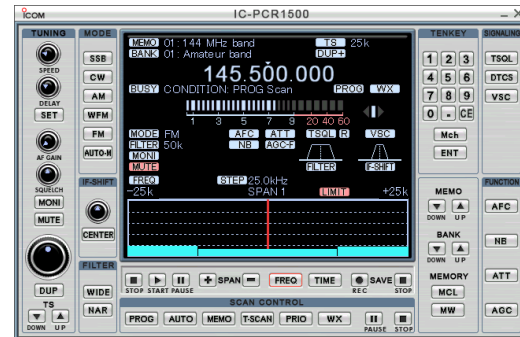 ICOM IC-PCR1500
TUNING MODE TENKEY SIGNALING
MEMO 01: 144 MHz band TS 25k
BANK 01: Amateur band DUP+
145.500.000
BUSY CONDITION: PROG Scan PROG WX
1 3 5 7 9 20 40 60
MODE FM AFC ATT TSQL R VSC
FILTER 50k NB AGC-F
MONI
MUTE FILTER IF-SHIFT
FREQ STEP 25.0kHz
-25k SPAN 1 LIMIT +25k
SPEED
DELAY
SET
AF GAIN
SQUELCH
MONI
MUTE
DUP
TS
DOWN UP
SSB
CW
AM
WFM
FM
AUTO-M
IF-SHIFT
CENTER
FILTER
WIDE
NAR
STOP START PAUSE SPAN FREQ TIME REC SAVE STOP
SCAN CONTROL
PROG AUTO MEMO T-SCAN PRIO WX PAUSE STOP
1 2 3
4 5 6
7 8 9
0 . CE
Mch
ENT
MEMO
DOWN UP
BANK
DOWN UP
MEMORY
MCL
MW
TSQL
DTCS
VSC
FUNCTION
AFC
NB
ATT
AGC